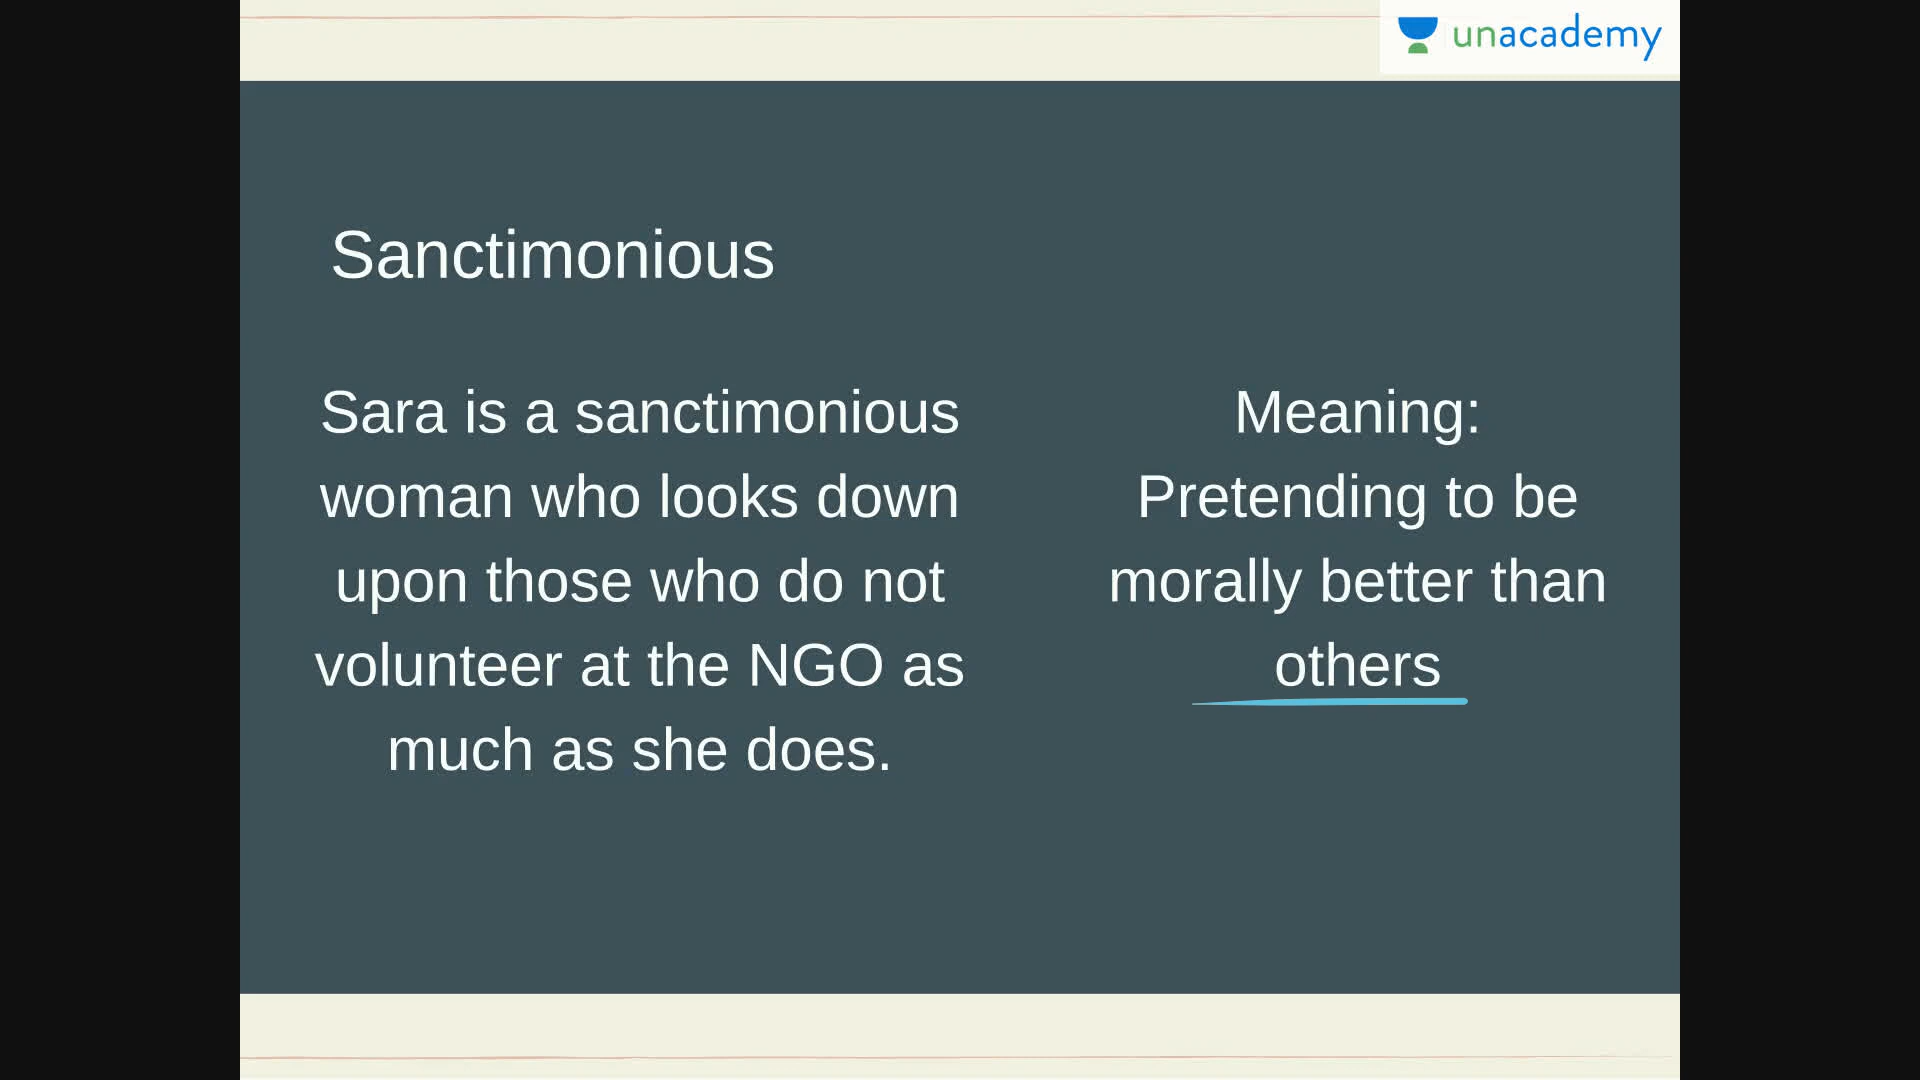 unacademy
Sanctimonious
Sara is a sanctimonious
woman who looks down
upon those who do not
volunteer at the NGO as
much as she does.
Meaning:
Pretending to be
morally better than
others